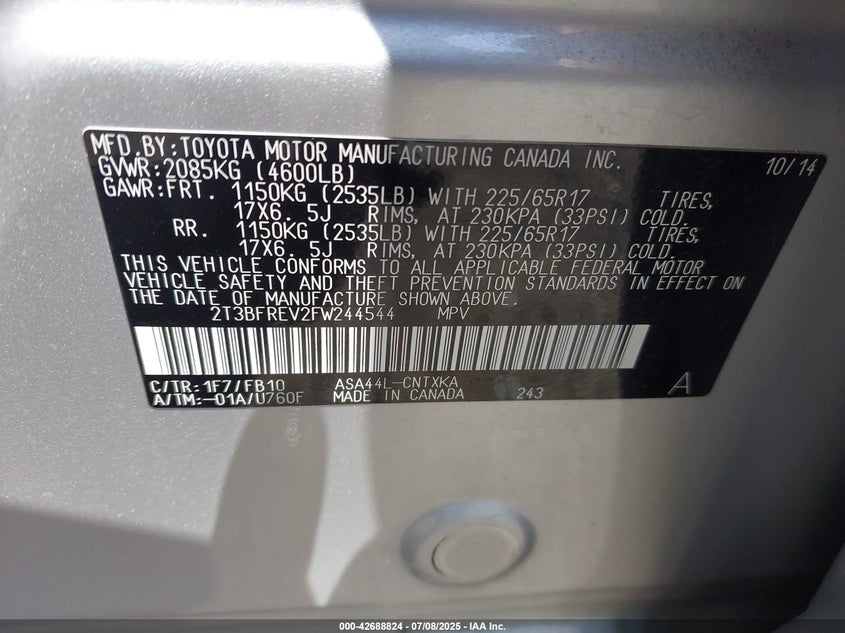 MFD.BY:TOYOTA MOTOR MANUFACTURING CANADA INC. 10/14
GVWR:2085KG (4600LB)
GAWR:FRT. 1150KG (2535LB) WITH 225/65R17 TIRES,
17X6. 5J RIMS, AT 230KPA (33PSI) COLD.
RR. 1150KG (2535LB) WITH 225/65R17 TIRES,
17X6. 5J RIMS, AT 230KPA (33PSI) COLD.
THIS VEHICLE CONFORMS TO ALL APPLICABLE FEDERAL MOTOR
VEHICLE SAFETY AND THEFT PREVENTION STANDARDS IN EFFECT ON
THE DATE OF MANUFACTURE SHOWN ABOVE.
2T3BFREV2FW244544 MPV
C/TR:1F7/FB10 ASA44L-CNTXKA A
A/TM:-01A/U760F MADE IN CANADA 243
000-42688824 - 07/08/2025 - IAA Inc.